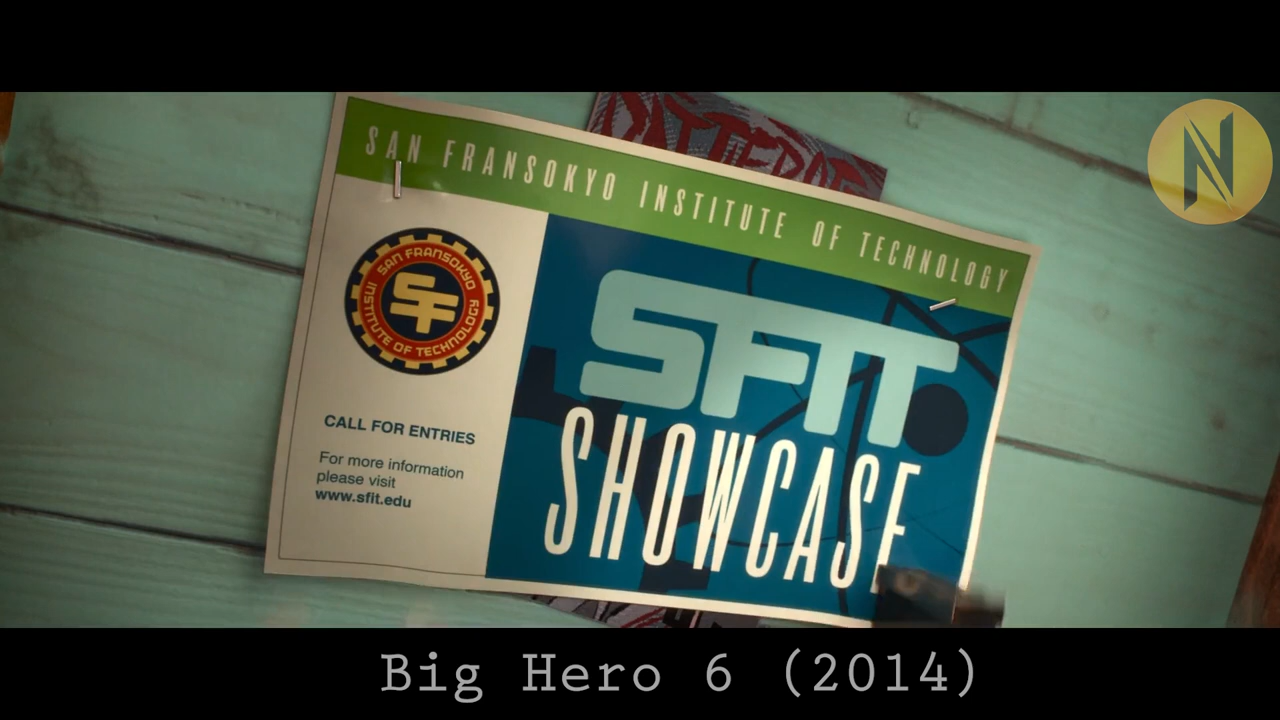 SAN FRANSOKYO INSTITUTE OF TECHNOLOGY
SAN FRANSOKYO
INSTITUTE OF TECHNOLOGY
SF
SFIT
SHOWCASE
CALL FOR ENTRIES
For more information
please visit
www.sfit.edu
N
Big Hero 6 (2014)